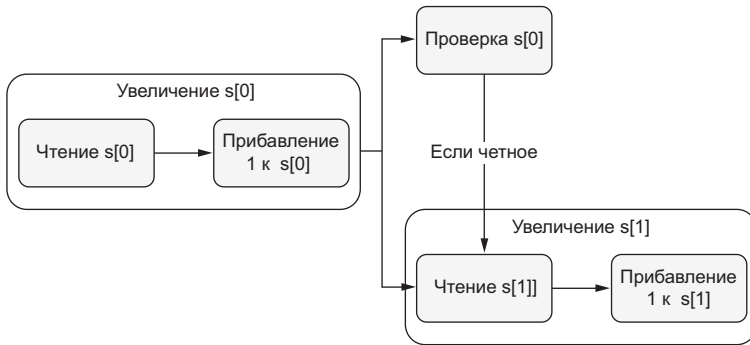 Проверка s[0]
Увеличение s[0]
Чтение s[0]
Прибавление
1 к s[0]
Если четное
Увеличение s[1]
Чтение s[1]]
Прибавление
1 к s[1]